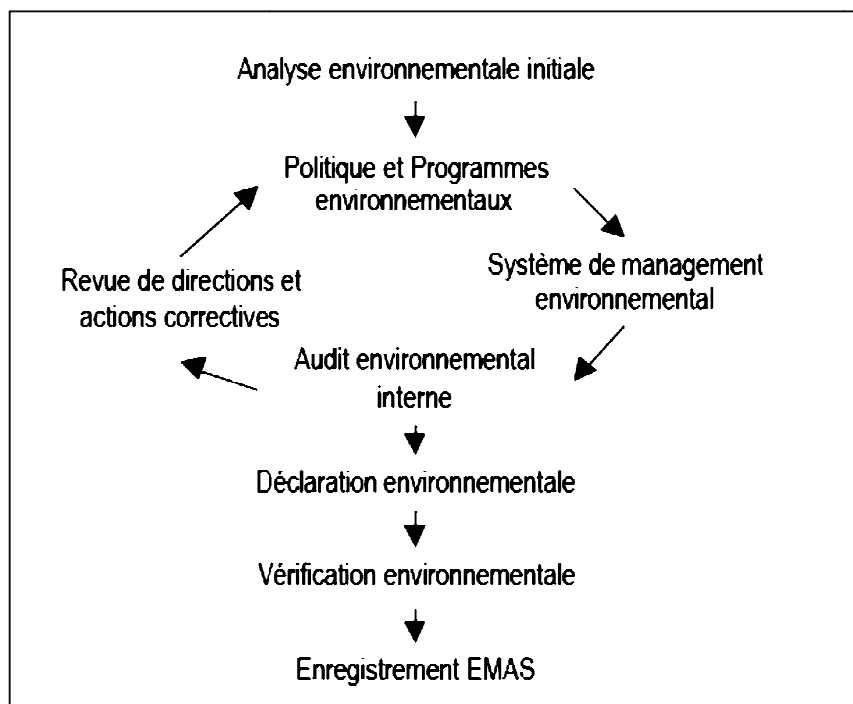 Analyse environnementale initiale
Politique et Programmes
environnementaux
Système de management
environnemental
Revue de directions et
actions correctives
Audit environnemental
interne
Déclaration environnementale
Vérification environnementale
Enregistrement EMAS